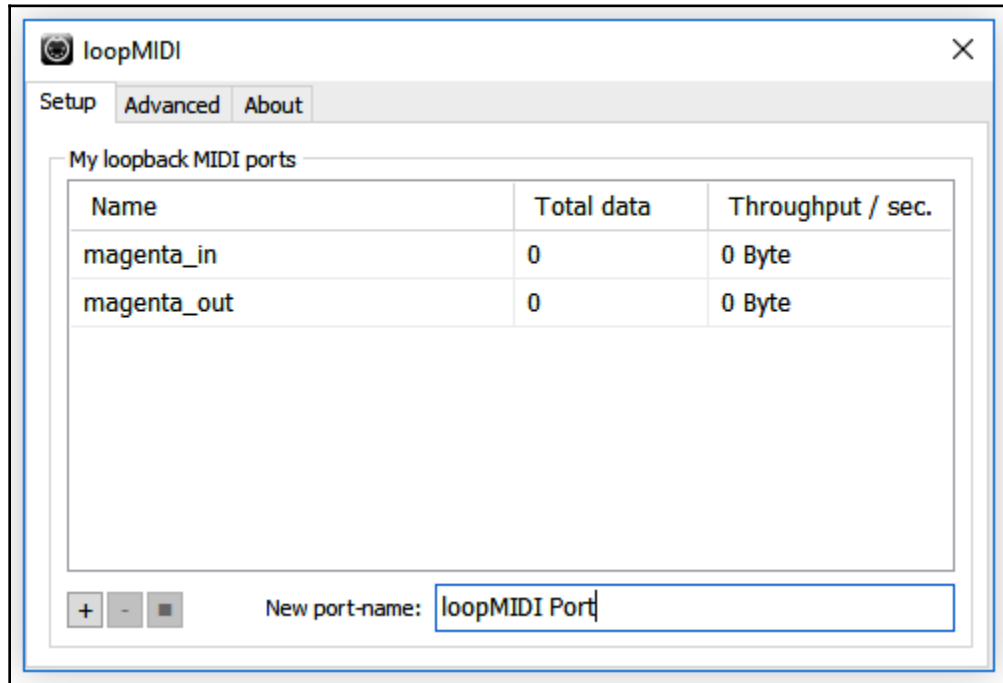 loopMIDI
Setup Advanced About
My loopback MIDI ports
Name Total data Throughput / sec.
magenta_in 0 0 Byte
magenta_out 0 0 Byte
+ - ■ New port-name: loopMIDI Port